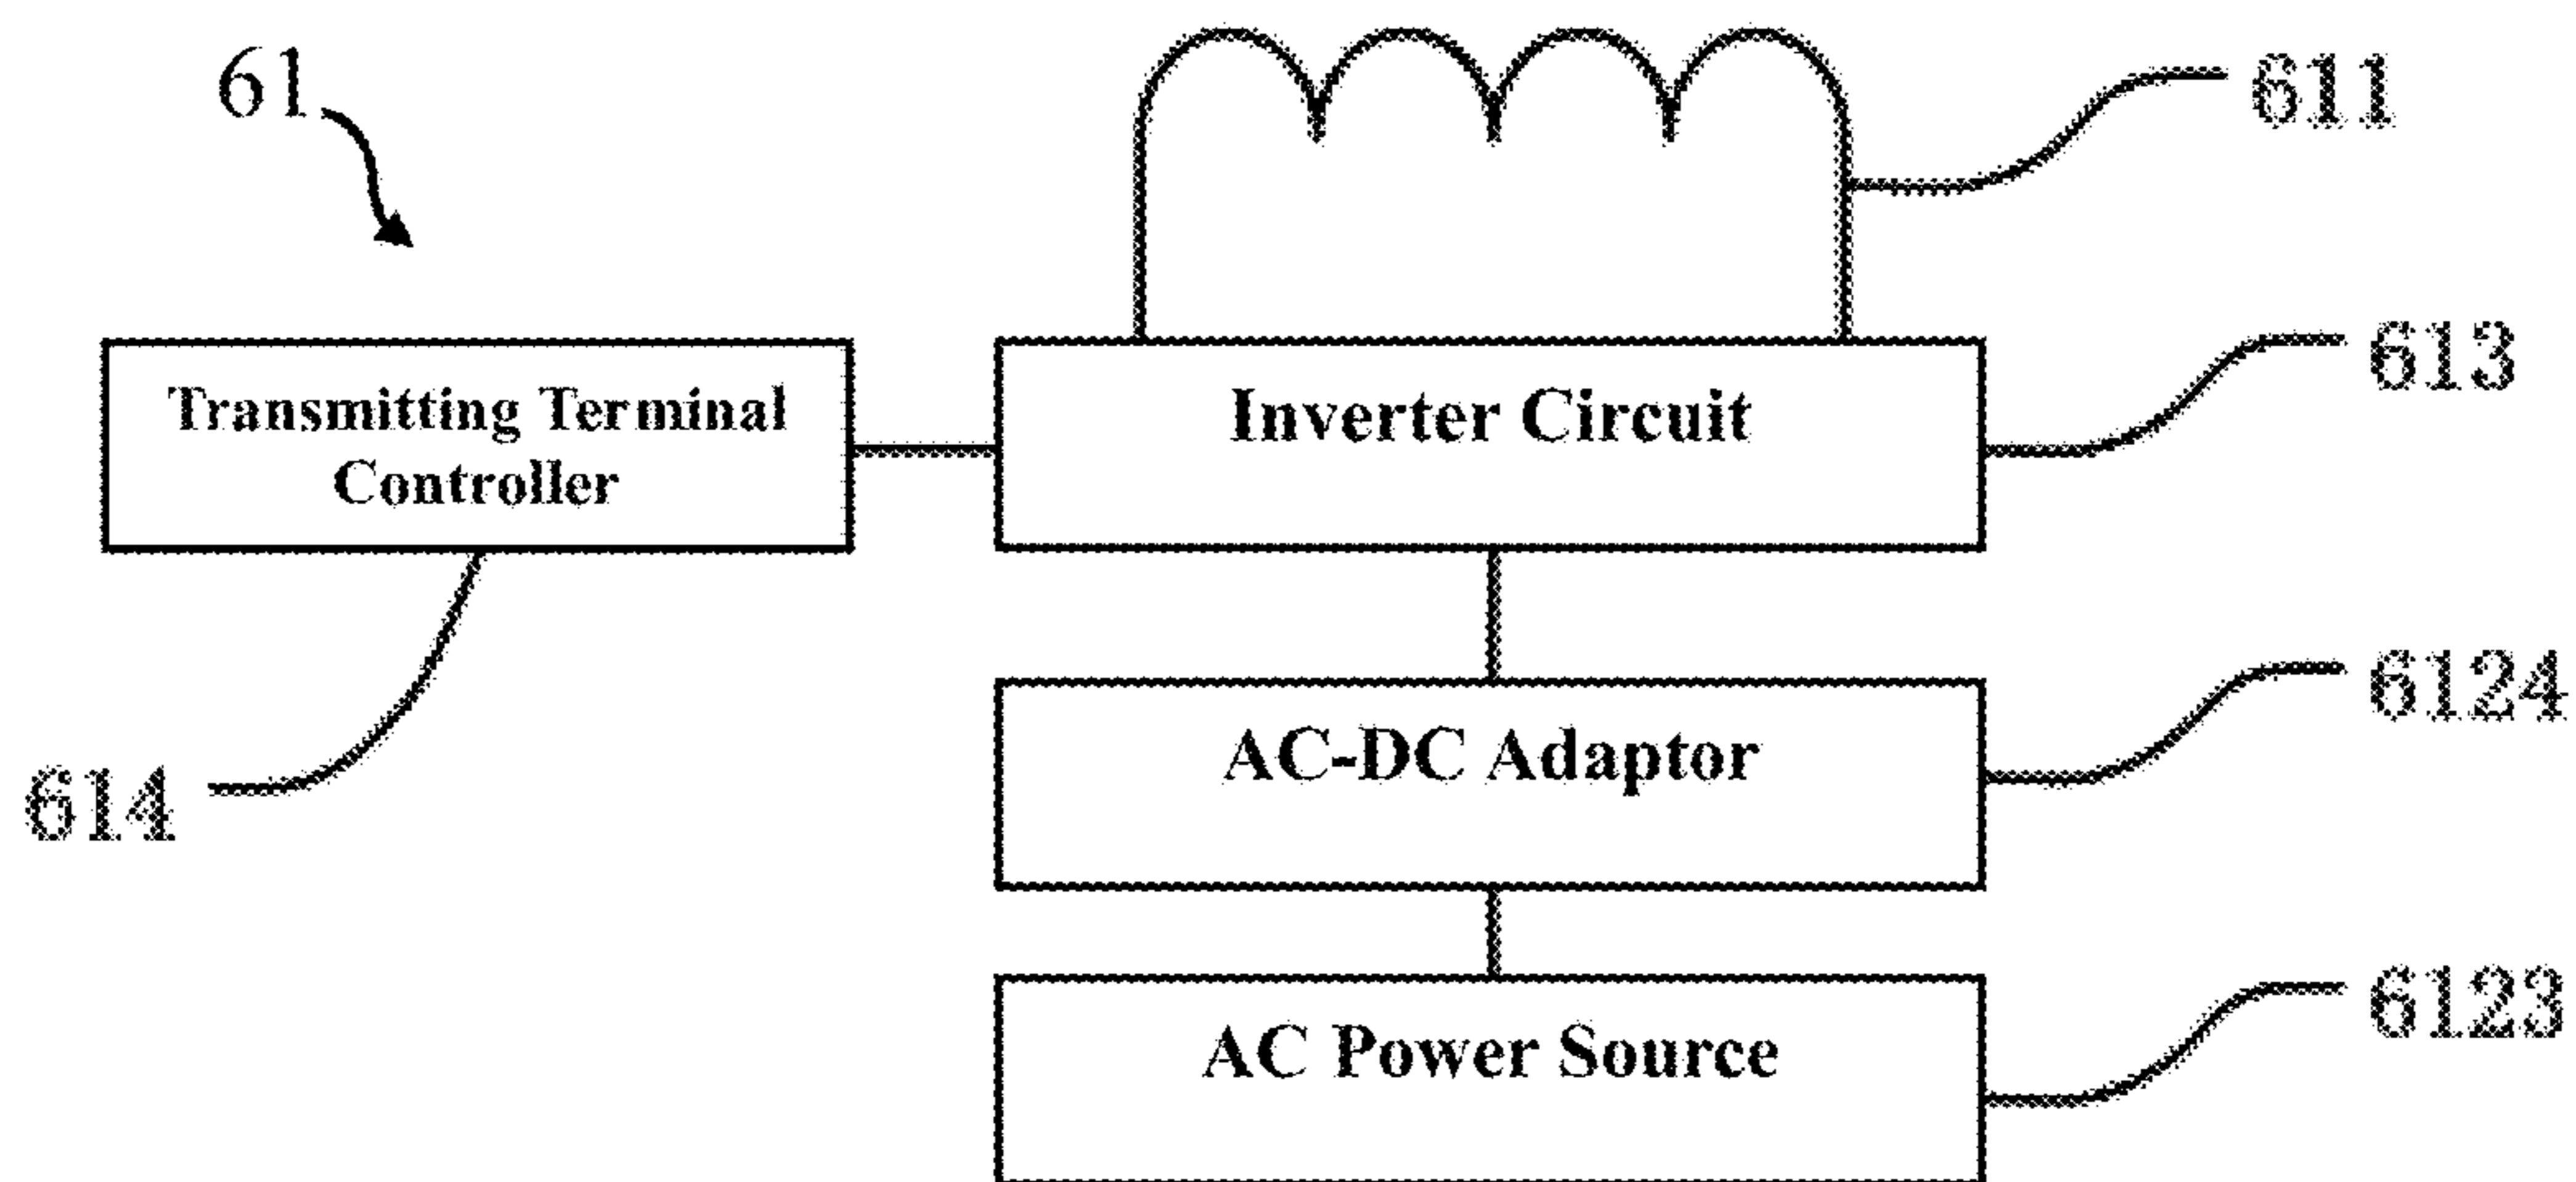 61
611
613
Transmitting Terminal
Controller
Inverter Circuit
6124
AC-DC Adaptor
614
6123
AC Power Source